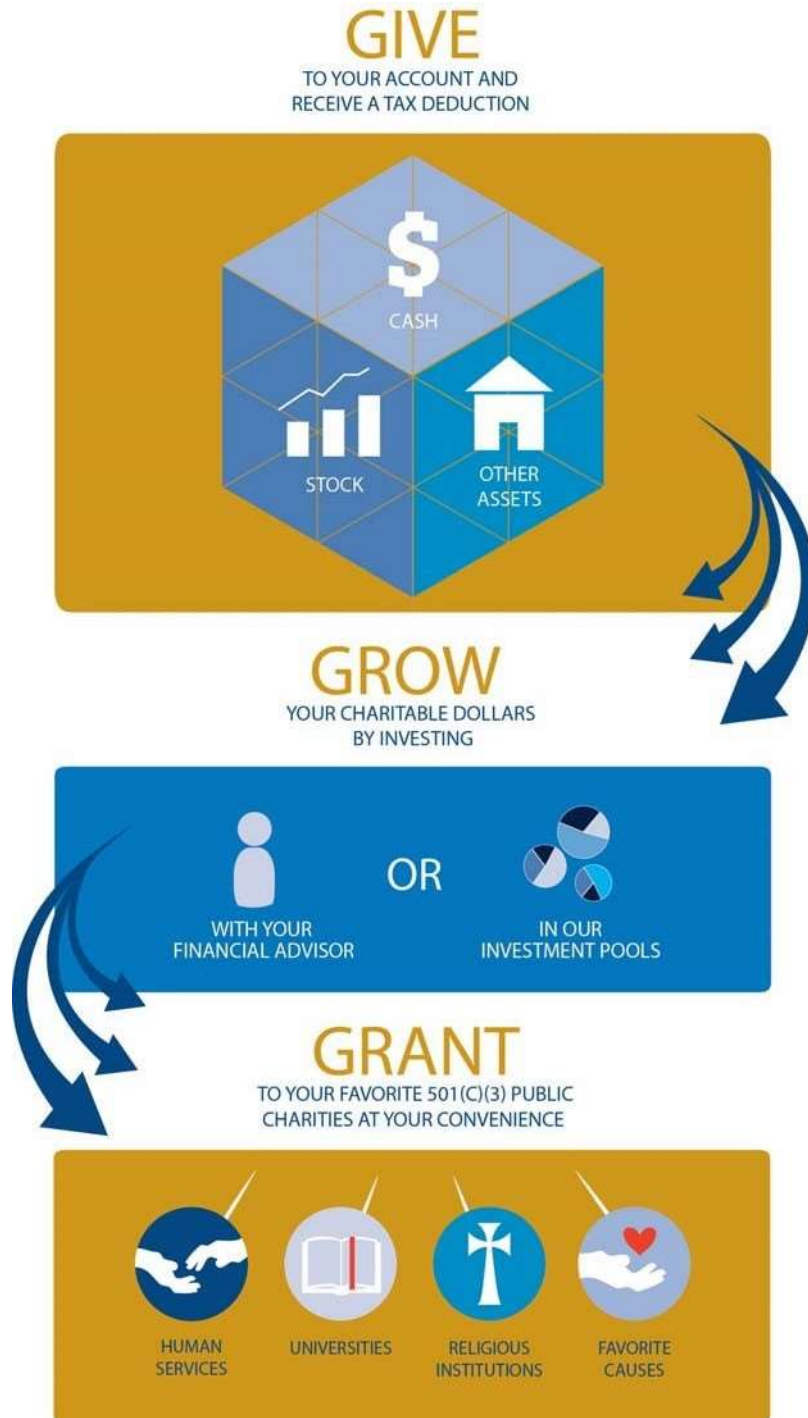 GIVE
TO YOUR ACCOUNT AND
RECEIVE A TAX DEDUCTION
$
CASH
STOCK
OTHER
ASSETS
GROW
YOUR CHARITABLE DOLLARS
BY INVESTING
OR
WITH YOUR
FINANCIAL ADVISOR
IN OUR
INVESTMENT POOLS
GRANT
TO YOUR FAVORITE 501(C)(3) PUBLIC
CHARITIES AT YOUR CONVENIENCE
HUMAN
SERVICES
UNIVERSITIES
RELIGIOUS
INSTITUTIONS
FAVORITE
CAUSES